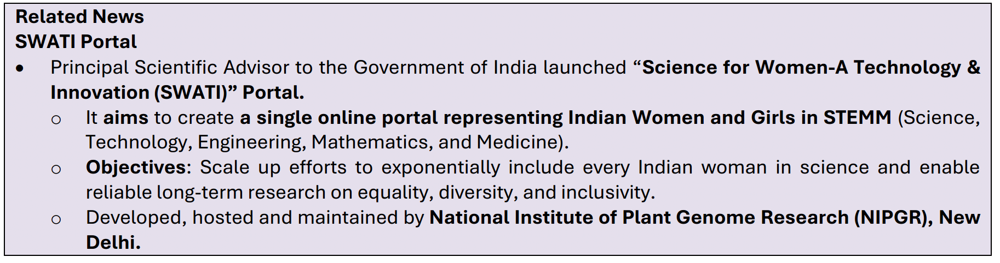 Related News
SWATI Portal
• Principal Scientific Advisor to the Government of India launched “Science for Women-A Technology &
Innovation (SWATI)” Portal.
o It aims to create a single online portal representing Indian Women and Girls in STEMM (Science,
Technology, Engineering, Mathematics, and Medicine).
o Objectives: Scale up efforts to exponentially include every Indian woman in science and enable
reliable long-term research on equality, diversity, and inclusivity.
o Developed, hosted and maintained by National Institute of Plant Genome Research (NIPGR), New
Delhi.